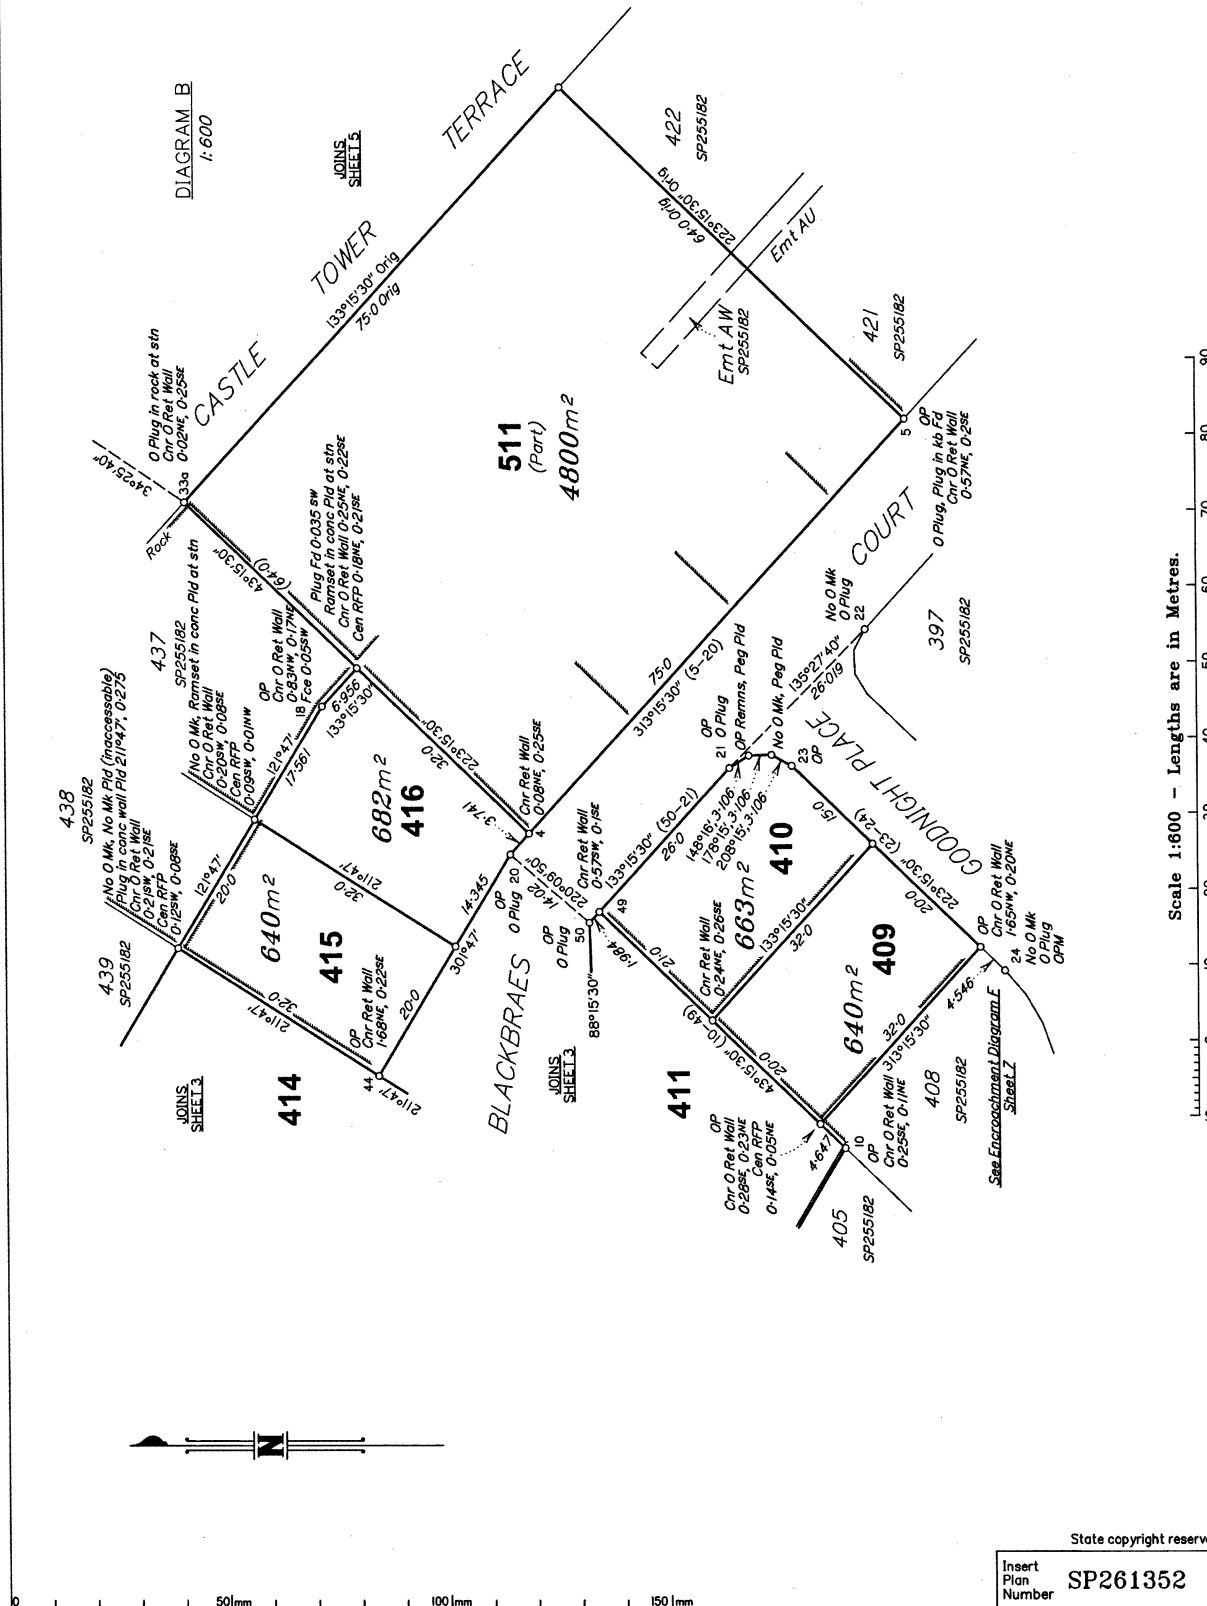 DIAGRAM B
1:600
JOINS
SHEET 5
CASTLE TOWER TERRACE
133°15'30" Orig
75·0 Orig
422
SP255182
223°15'30" Orig
64·0 Orig
Emt AU
Emt AW
SP255182
421
SP255182
34°25'40"
33a
O Plug in rock at stn
Cnr O Ret Wall
0·02NE, 0·25SE
Rock
511
(Part)
4800m²
43°15'30"
(64·0)
Plug Fd 0·035 SW
Ramset in conc Pld at stn
Cnr O Ret Wall 0·25NE, 0·22SE
Cen RFP 0·18NE, 0·21SE
437
SP255182
No O Mk, Ramset in conc Pld at stn
Cnr O Ret Wall
0·20SW, 0·08SE
Cen RFP
0·09SW, 0·01NW
OP
Cnr O Ret Wall
0·83NW, 0·17NE
Fce 0·05SW
18
438
SP255182
No O Mk, No Mk Pld (inaccessable)
Plug in conc wall Pld 211°47', 0·275
Cnr O Ret Wall
0·21SW, 0·21SE
Cen RFP
0·12SW, 0·08SE
439
SP255182
121°47'
17·561
6·956
133°15'30"
121°47'
20·0
682m²
416
223°15'30"
32·0
3·741
211°47'
32·0
640m²
415
14·345
301°47'
20·0
211°47'
32·0
OP
Cnr Ret Wall
1·68NE, 0·22SE
44
211°47'
414
JOINS
SHEET 3
Cnr Ret Wall
0·08NE, 0·25SE
4
20
OP
O Plug
220°09'50"
14·02
BLACKBRAES
JOINS
SHEET 3
75·0
313°15'30" (5-20)
5
OP
O Plug, Plug in kb Fd
Cnr O Ret Wall
0·57NE, 0·2SE
GOODNIGHT PLACE
COURT
No O Mk
O Plug
22
135°27'40"
26·019
397
SP255182
OP
O Plug
21
OP Remns, Peg Pld
No O Mk, Peg Pld
23
OP
148°16', 3·106
178°15', 3·106
208°15', 3·106
133°15'30" (50-21)
26·0
Cnr Ret Wall
0·57SW, 0·1SE
49
50
OP
O Plug
88°15'30"
1·984
21·0
Cnr Ret Wall
0·24NE, 0·26SE
663m²
410
15·0
223°15'30" (23-24)
20·0
133°15'30"
32·0
409
640m²
43°15'30" (10-49)
20·0
411
32·0
313°15'30"
OP
Cnr O Ret Wall
1·65NW, 0·20NE
24
No O Mk
O Plug
OPM
4·546
OP
Cnr O Ret Wall
0·28SE, 0·23NE
Cen RFP
0·14SE, 0·05NE
4·647
10
OP
Cnr O Ret Wall
0·25SE, 0·11NE
408
SP255182
See Encroachment Diagram E
Sheet 7
405
SP255182
N
Scale 1:600 – Lengths are in Metres.
10 0 10 20 30 40 50 60 70 80 90
0 50mm 100mm 150mm
State copyright reserve
Insert
Plan
Number
SP261352